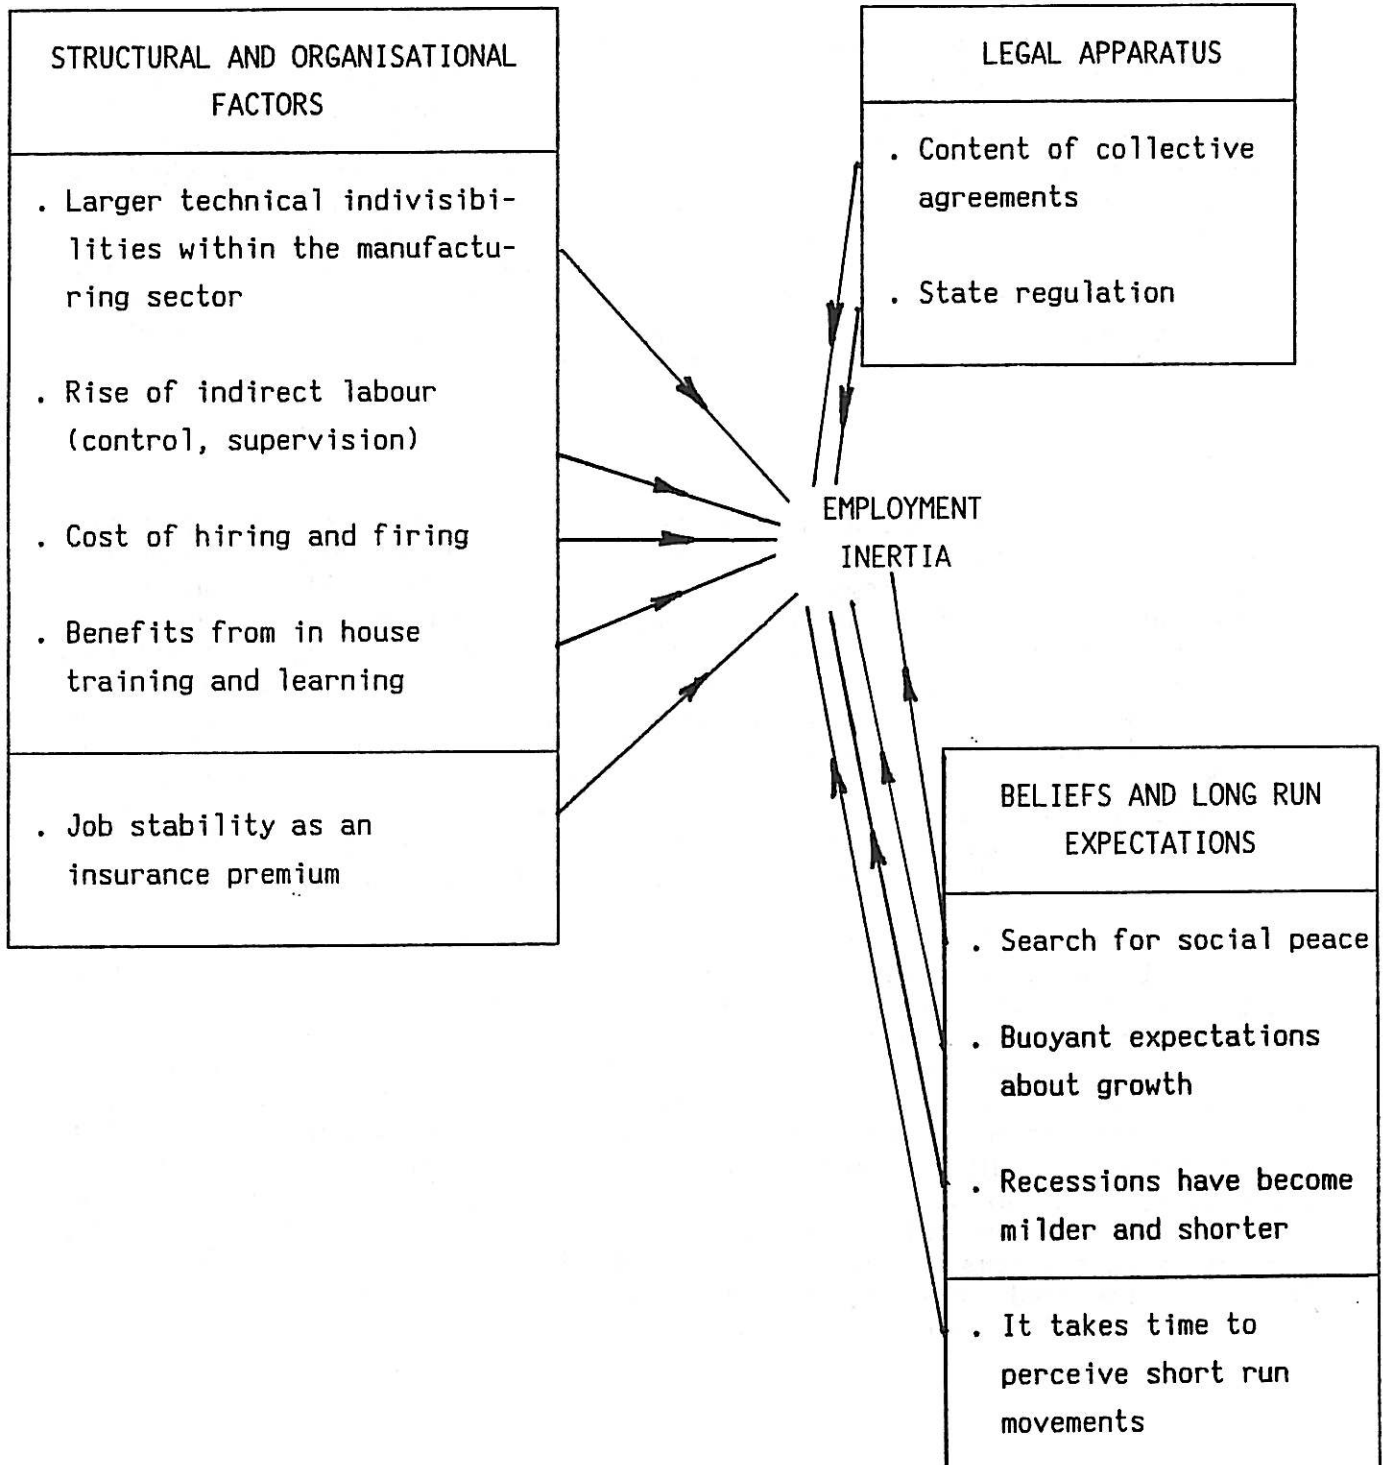 STRUCTURAL AND ORGANISATIONAL
FACTORS
. Larger technical indivisibi-
lities within the manufactu-
ring sector
. Rise of indirect labour
(control, supervision)
. Cost of hiring and firing
. Benefits from in house
training and learning
. Job stability as an
insurance premium
LEGAL APPARATUS
. Content of collective
agreements
. State regulation
EMPLOYMENT
INERTIA
BELIEFS AND LONG RUN
EXPECTATIONS
. Search for social peace
. Buoyant expectations
about growth
. Recessions have become
milder and shorter
. It takes time to
perceive short run
movements